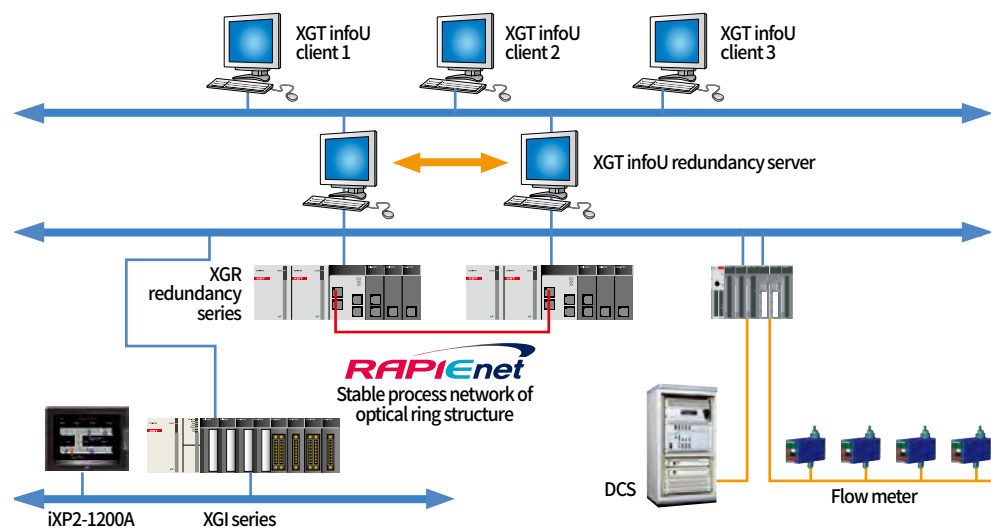 XGT infoU
client 1
XGT infoU
client 2
XGT infoU
client 3
XGT infoU redundancy server
XGR
redundancy
series
RAPIEnet
Stable process network of
optical ring structure
DCS
Flow meter
iXP2-1200A
XGI series